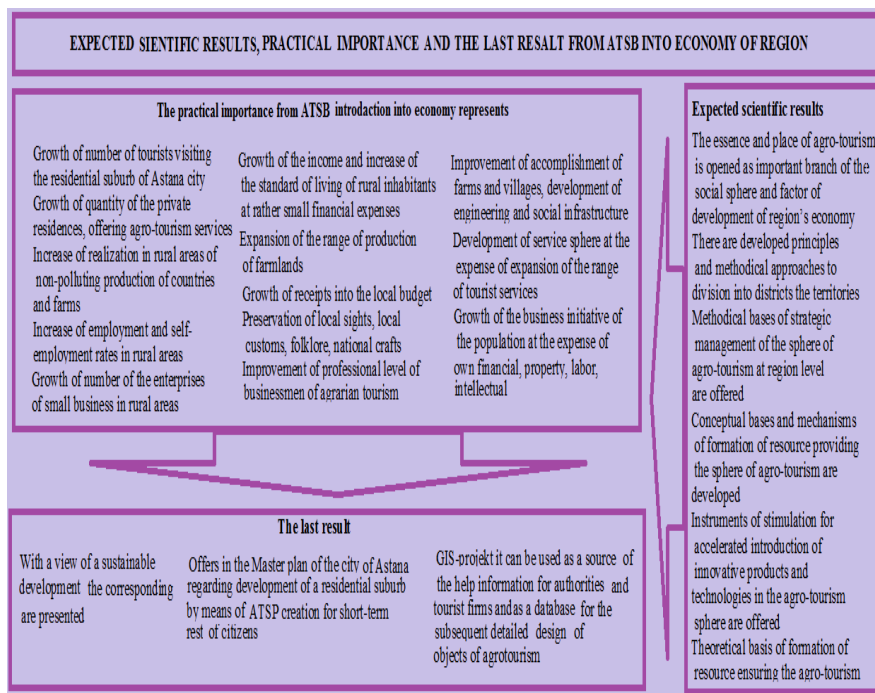 EXPECTED SIENTIFIC RESULTS, PRACTICAL IMPORTANCE AND THE LAST RESALT FROM ATSB INTO ECONOMY OF REGION
The practical importance from ATSB introdaction into economy represents
Growth of number of tourists visiting
the residential suburb of Astana city
Growth of quantity of the private
residences, offering agro-tourism services
Increase of realization in rural areas of
non-polluting production of countries
and farms
Increase of employment and self-
employment rates in rural areas
Growth of number of the enterprises
of small business in rural areas
Growth of the income and increase of
the standard of living of rural inhabitants
at rather small financial expenses
Expansion of the range of production
of farmlands
Growth of receipts into the local budget
Preservation of local sights, local
customs, folklore, national crafts
Improvement of professional level of
businessmen of agrarian tourism
Improvement of accomplishment of
farms and villages, development of
engineering and social infrastructure
Development of service sphere at the
expense of expansion of the range
of tourist services
Growth of the business initiative of
the population at the expense of
own financial, property, labor,
intellectual
Expected scientific results
The essence and place of agro-tourism
is opened as important branch of the
social sphere and factor of
development of region's economy
There are developed principles
and methodical approaches to
division into districts the territories
Methodical bases of strategic
management of the sphere of
agro-tourism at region level
are offered
Conceptual bases and mechanisms
of formation of resource providing
the sphere of agro-tourism are
developed
Instruments of stimulation for
accelerated introduction of
innovative products and
technologies in the agro-tourism
sphere are offered
Theoretical basis of formation of
resource ensuring the agro-tourism
The last result
With a view of a sustainable
development the corresponding
are presented
Offers in the Master plan of the city of Astana
regarding development of a residential suburb
by means of ATSP creation for short-term
rest of citizens
GIS-projekt it can be used as a source of
the help information for authorities and
tourist firms and as a database for the
subsequent detailed design of
objects of agrotourism